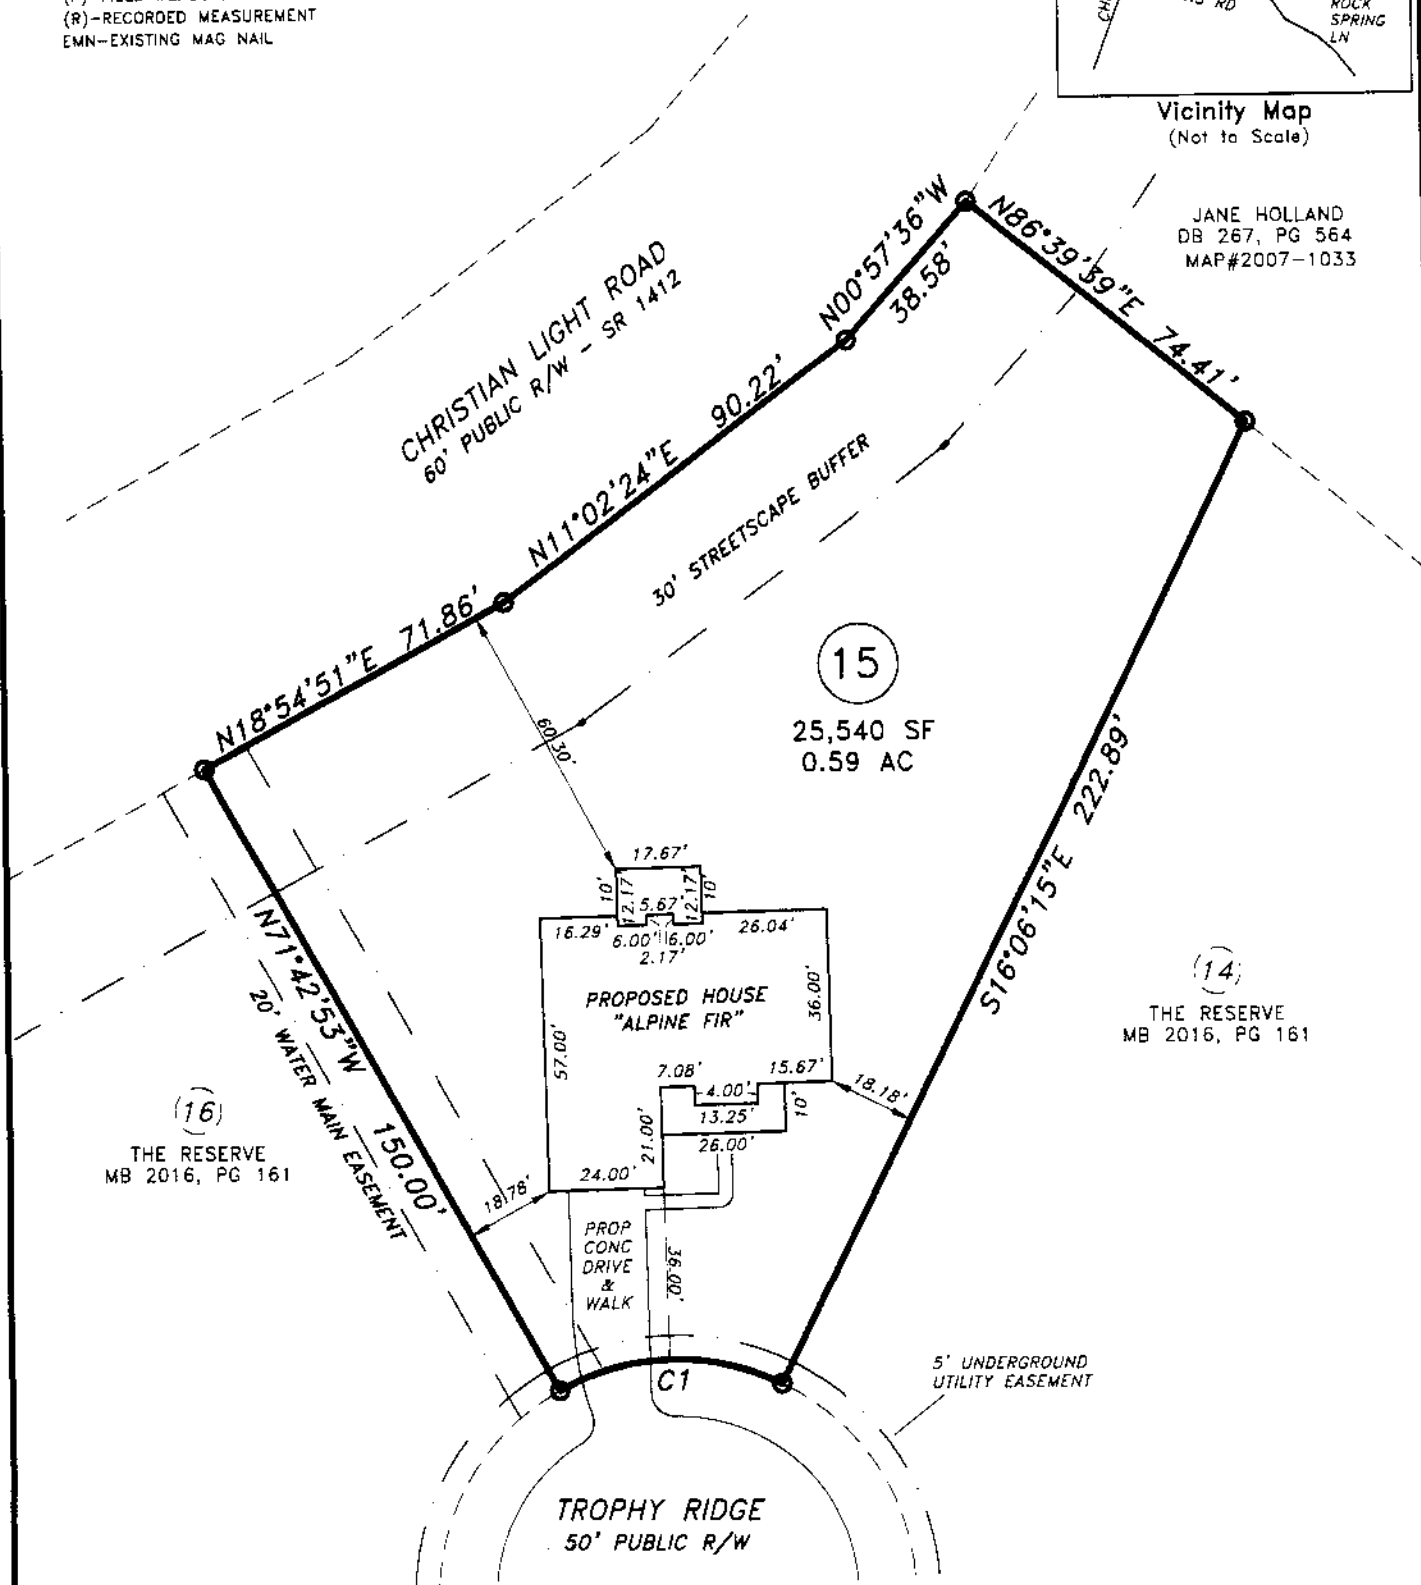 (R)-RECORDED MEASUREMENT
EMN-EXISTING MAG NAIL
RD
ROCK
SPRING
LN
Vicinity Map
(Not to Scale)
JANE HOLLAND
DB 267, PG 564
MAP#2007-1033
CHRISTIAN LIGHT ROAD
60' PUBLIC R/W - SR 1412
N00°57'36"W
38.58'
N86°39'39"E 74.41'
N11°02'24"E 90.22'
30' STREETSCAPE BUFFER
N18°54'51"E 71.86'
60.30'
15
25,540 SF
0.59 AC
S16°06'15"E 222.89'
N71°42'53"W 150.00'
20' WATER MAIN EASEMENT
17.67'
10'
12.17'
5.67'
12.17'
10'
16.29'
6.00'
6.00'
26.04'
2.17'
PROPOSED HOUSE
"ALPINE FIR"
57.00'
36.00'
7.08'
15.67'
4.00'
13.25'
10'
26.00'
21.00'
24.00'
18.78'
18.18'
14
THE RESERVE
MB 2016, PG 161
16
THE RESERVE
MB 2016, PG 161
PROP
CONC
DRIVE
&
WALK
36.00'
C1
5' UNDERGROUND
UTILITY EASEMENT
TROPHY RIDGE
50' PUBLIC R/W